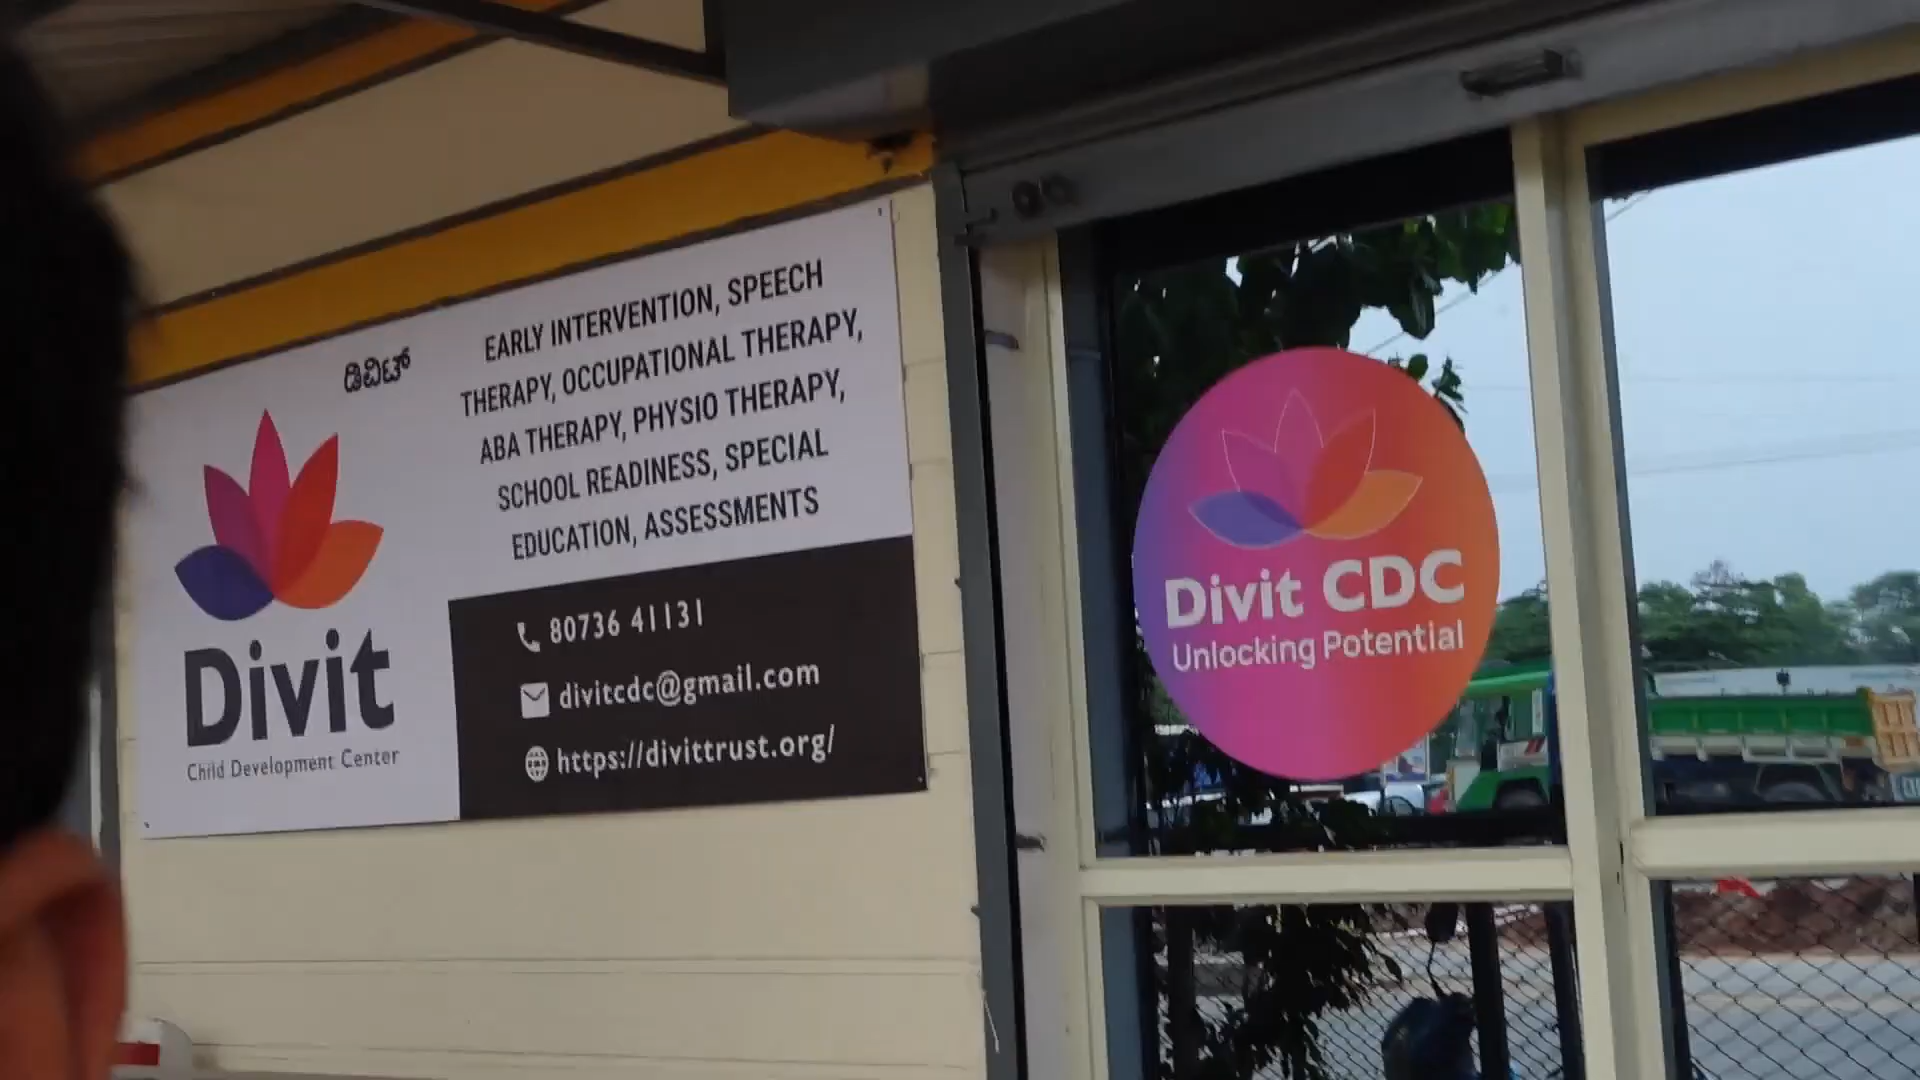 ಡಿವಿಟ್
Divit
Child Development Center
EARLY INTERVENTION, SPEECH
THERAPY, OCCUPATIONAL THERAPY,
ABA THERAPY, PHYSIO THERAPY,
SCHOOL READINESS, SPECIAL
EDUCATION, ASSESSMENTS
80736 41131
divitcdc@gmail.com
https://divittrust.org/
Divit CDC
Unlocking Potential